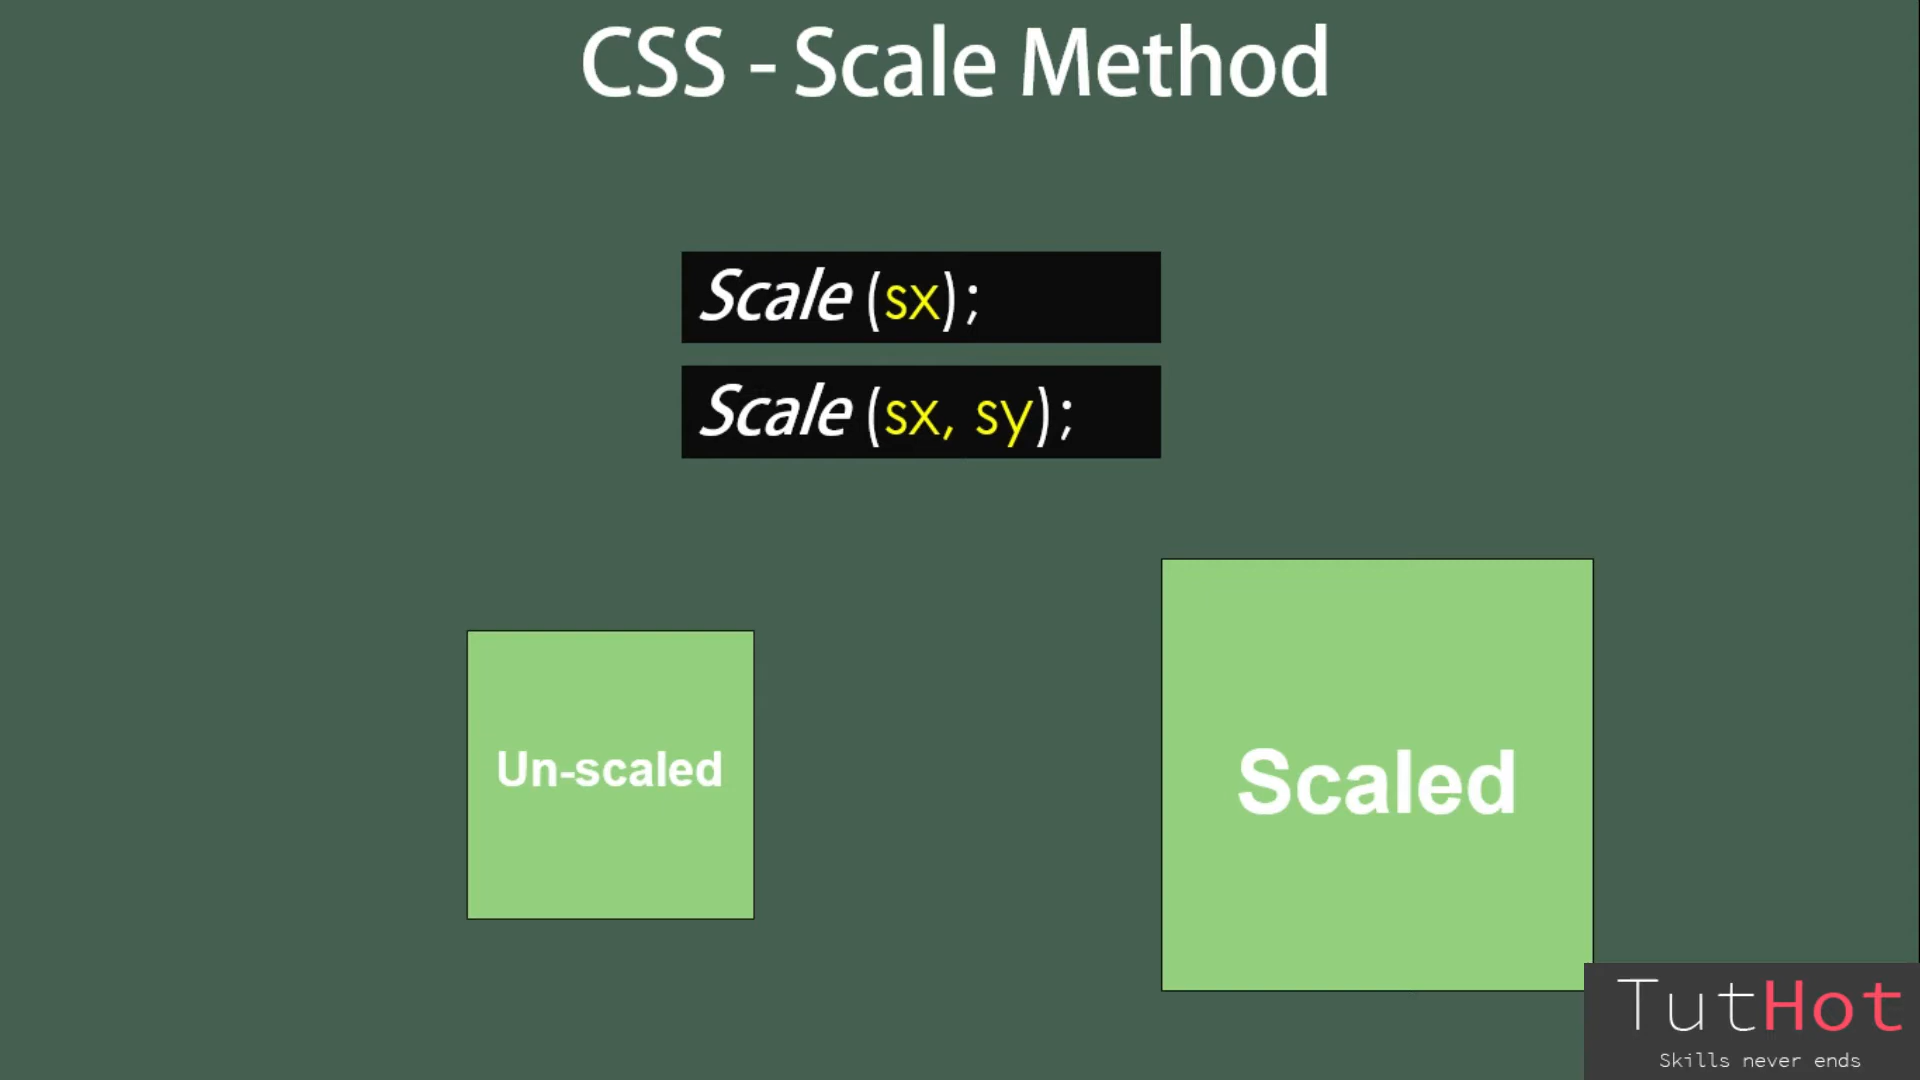 CSS - Scale Method
Scale (sx);
Scale (sx, sy);
Un-scaled
Scaled
TutHot
Skills never ends